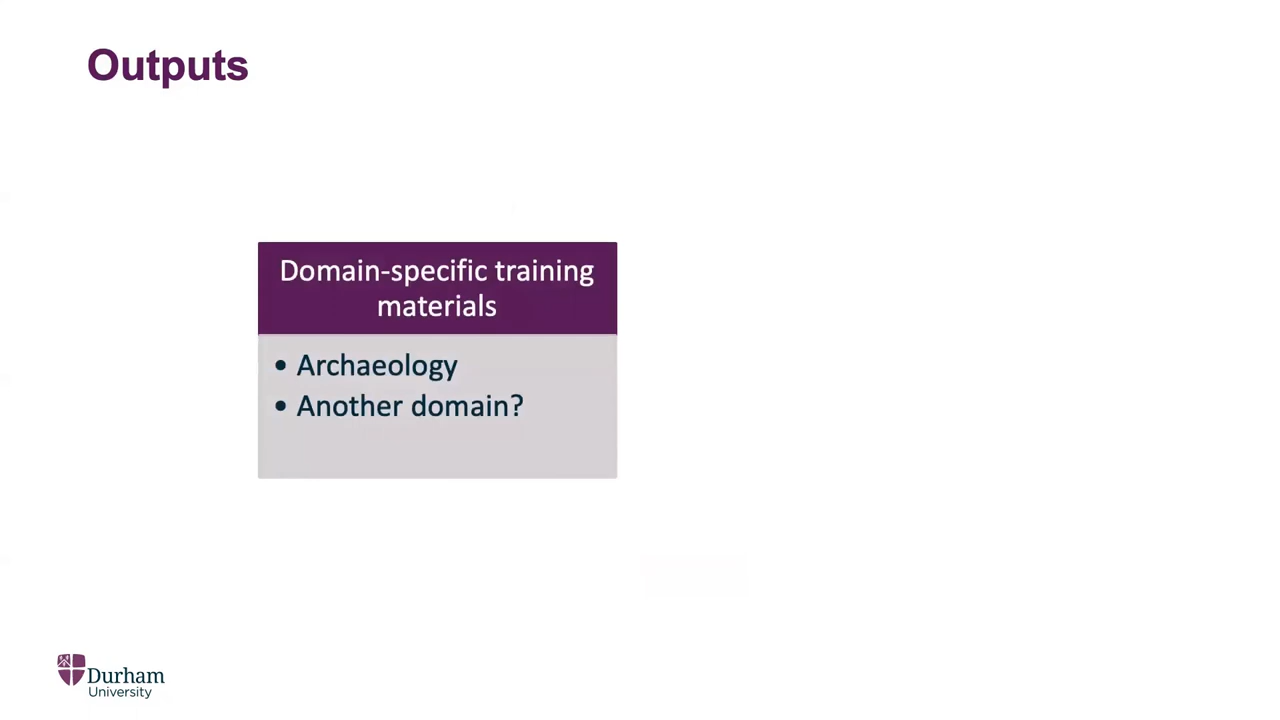 Outputs
Domain-specific training
materials
• Archaeology
• Another domain?
Durham
University